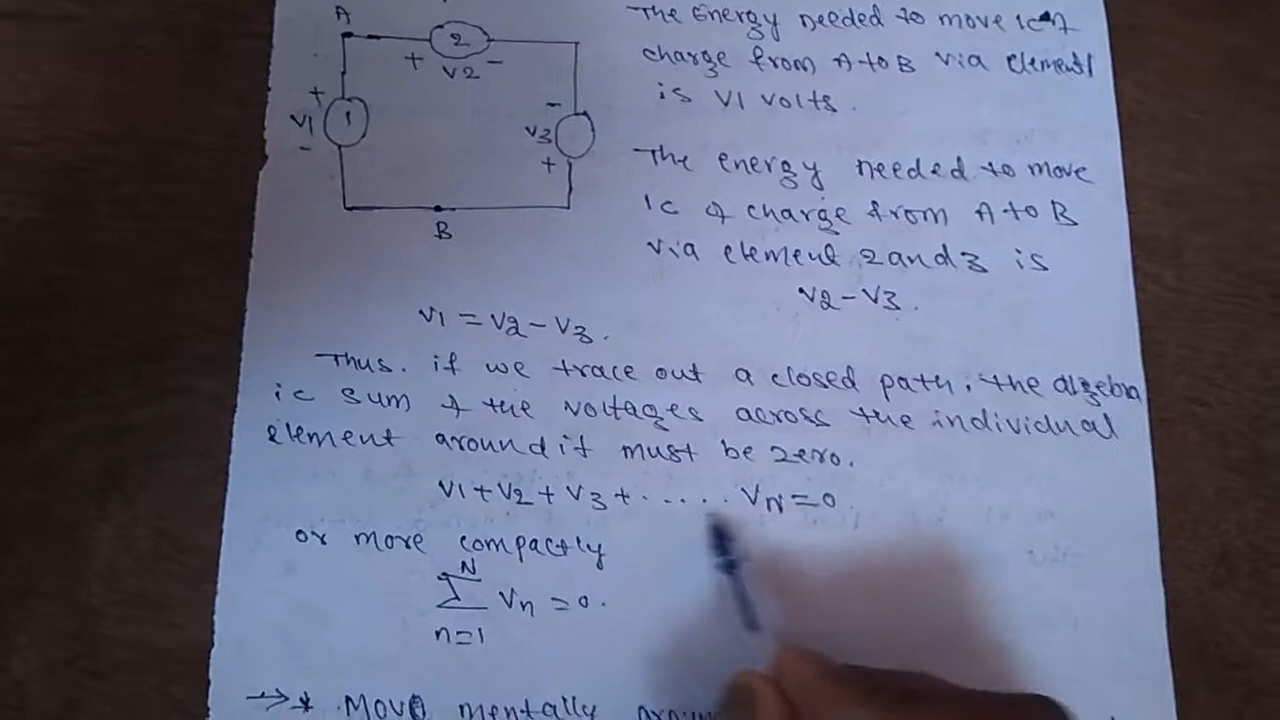 A
2
+ V2 -
+
V1
1
-
-
V3
+
B
The Energy needed to move 1c of
charge from A to B via element 1
is V1 volts.
The energy needed to move
1c of charge from A to B
via element 2 and 3 is
V2 - V3.
V1 = V2 - V3.
Thus. if we trace out a closed path, the algebra
ic sum of the voltages across the individual
element around it must be zero.
V1 + V2 + V3 + ...... VN = 0
or more compactly
N
Σ Vn = 0.
n=1
→* Move mentally